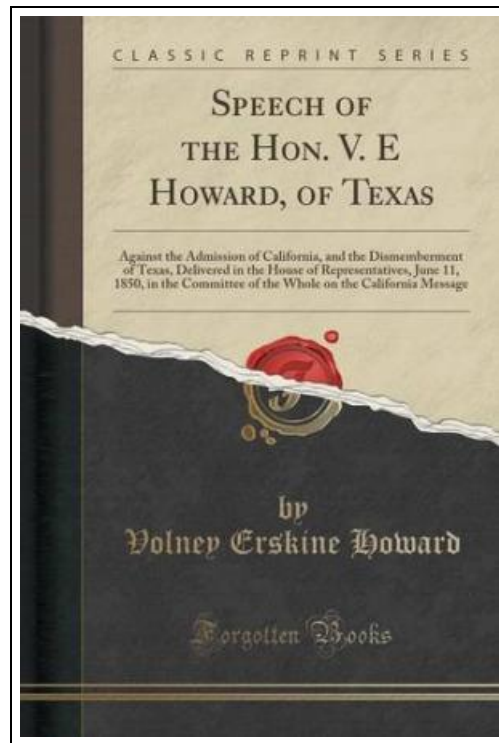 CLASSIC REPRINT SERIES
SPEECH OF
THE HON. V. E
HOWARD, OF TEXAS
Against the Admission of California, and the Dismemberment
of Texas, Delivered in the House of Representatives, June 11,
1850, in the Committee of the Whole on the California Message
by
Volney Erskine Howard
Forgotten Books